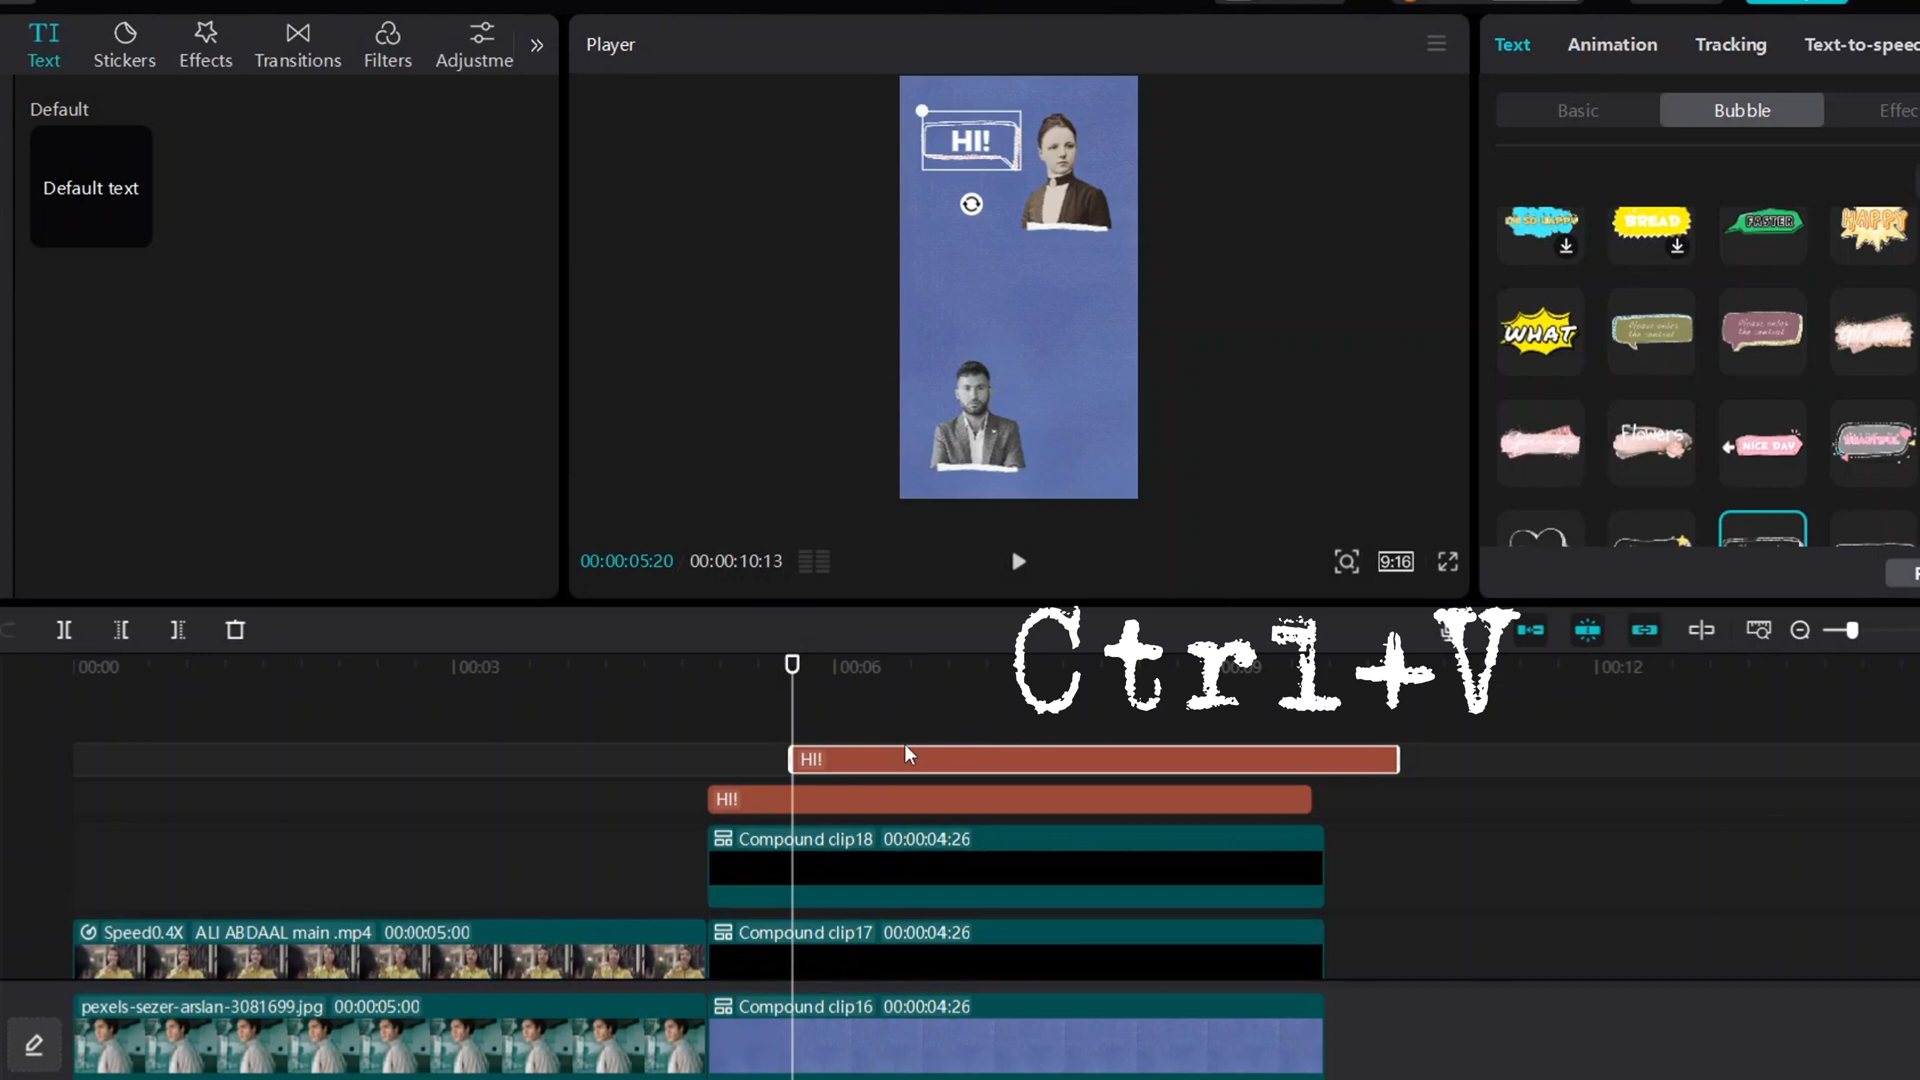 TI
Text
Stickers
Effects
Transitions
Filters
Adjustme
Player
Text
Animation
Tracking
Text-to-speec
Default
Default text
HI!
Basic
Bubble
Effec
BREAD
FASTER
HAPPY
WHAT
Please enter
the content
Please enter
the content
Flowers
NICE DAY
BEAUTIFUL
00:00:05:20
00:00:10:13
9:16
Ctrl+V
00:00
00:03
00:06
00:09
00:12
HI!
HI!
Compound clip18 00:00:04:26
Speed0.4X ALI ABDAAL main .mp4 00:00:05:00
Compound clip17 00:00:04:26
pexels-sezer-arslan-3081699.jpg 00:00:05:00
Compound clip16 00:00:04:26